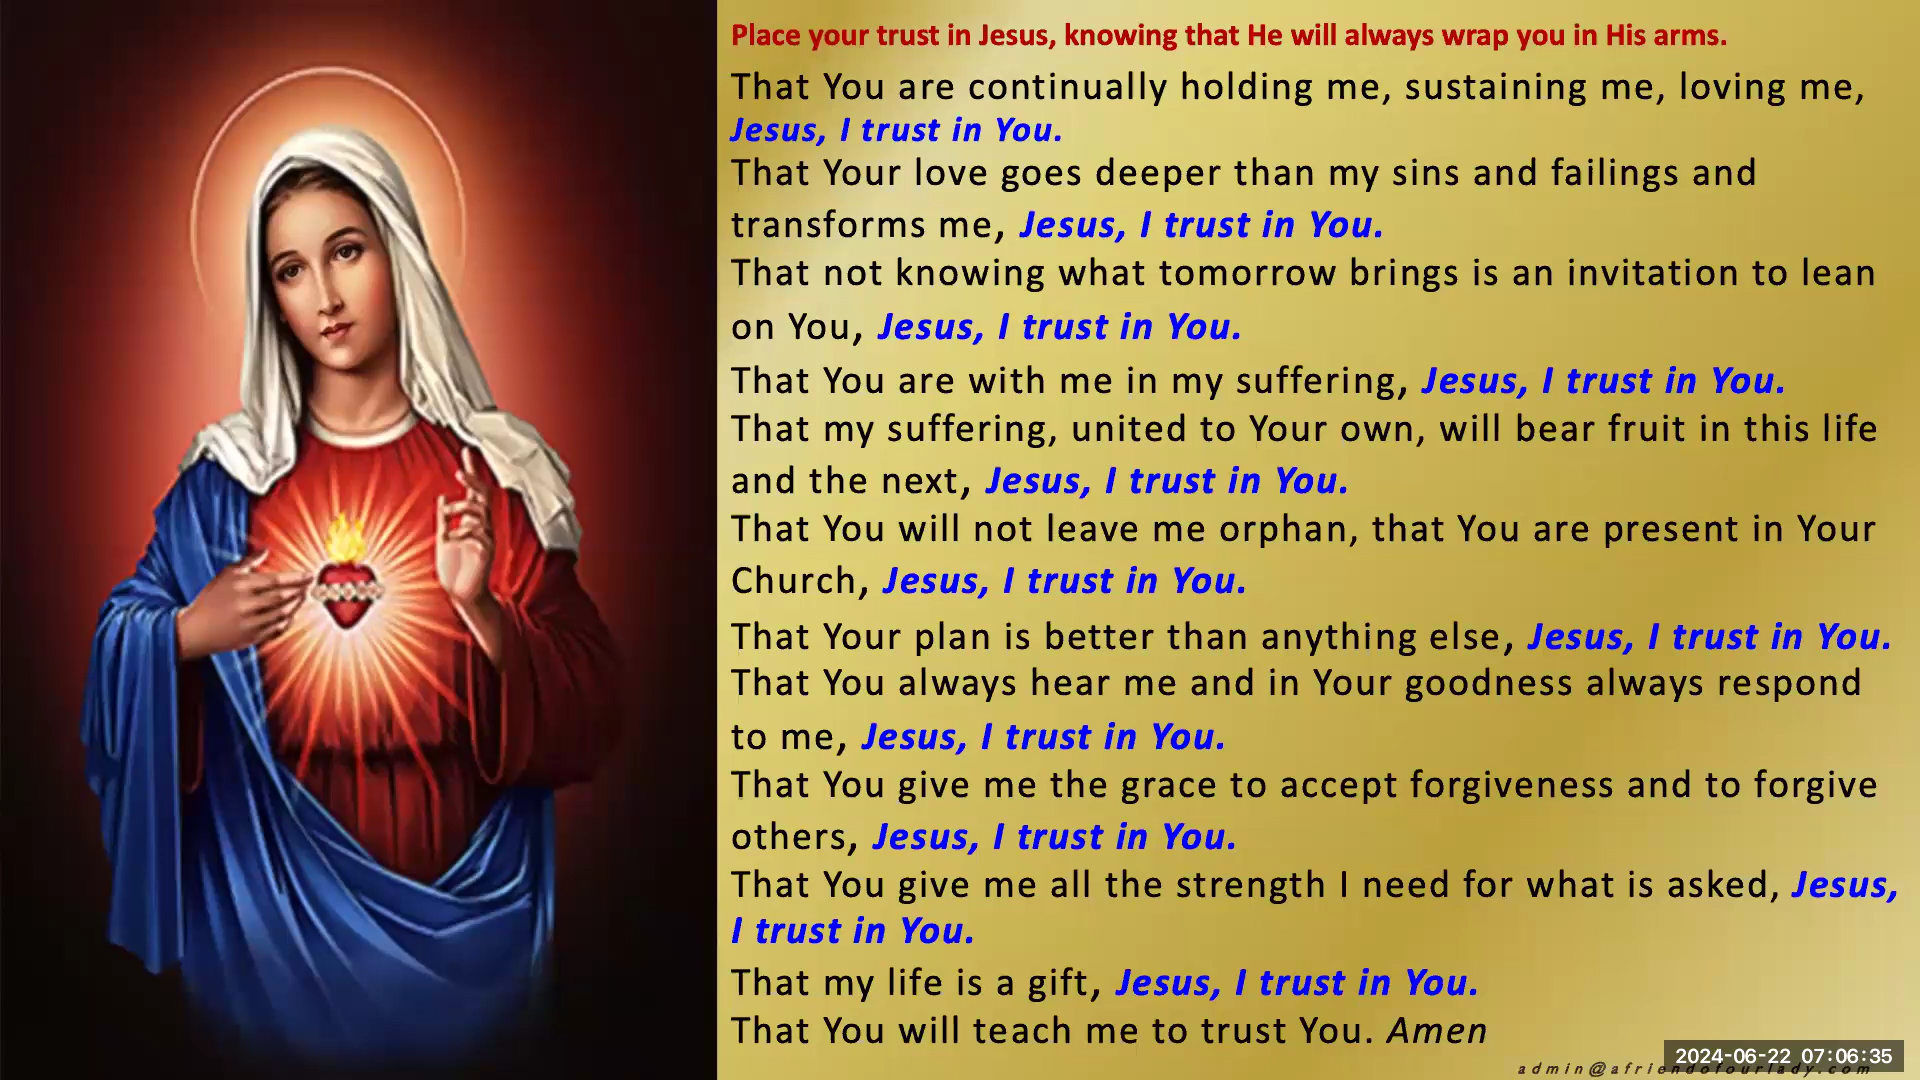 Place your trust in Jesus, knowing that He will always wrap you in His arms.
That You are continually holding me, sustaining me, loving me,
Jesus, I trust in You.
That Your love goes deeper than my sins and failings and
transforms me, Jesus, I trust in You.
That not knowing what tomorrow brings is an invitation to lean
on You, Jesus, I trust in You.
That You are with me in my suffering, Jesus, I trust in You.
That my suffering, united to Your own, will bear fruit in this life
and the next, Jesus, I trust in You.
That You will not leave me orphan, that You are present in Your
Church, Jesus, I trust in You.
That Your plan is better than anything else, Jesus, I trust in You.
That You always hear me and in Your goodness always respond
to me, Jesus, I trust in You.
That You give me the grace to accept forgiveness and to forgive
others, Jesus, I trust in You.
That You give me all the strength I need for what is asked, Jesus,
I trust in You.
That my life is a gift, Jesus, I trust in You.
That You will teach me to trust You. Amen
2024-06-22 07:06:35
admin@afriendofourlady.com